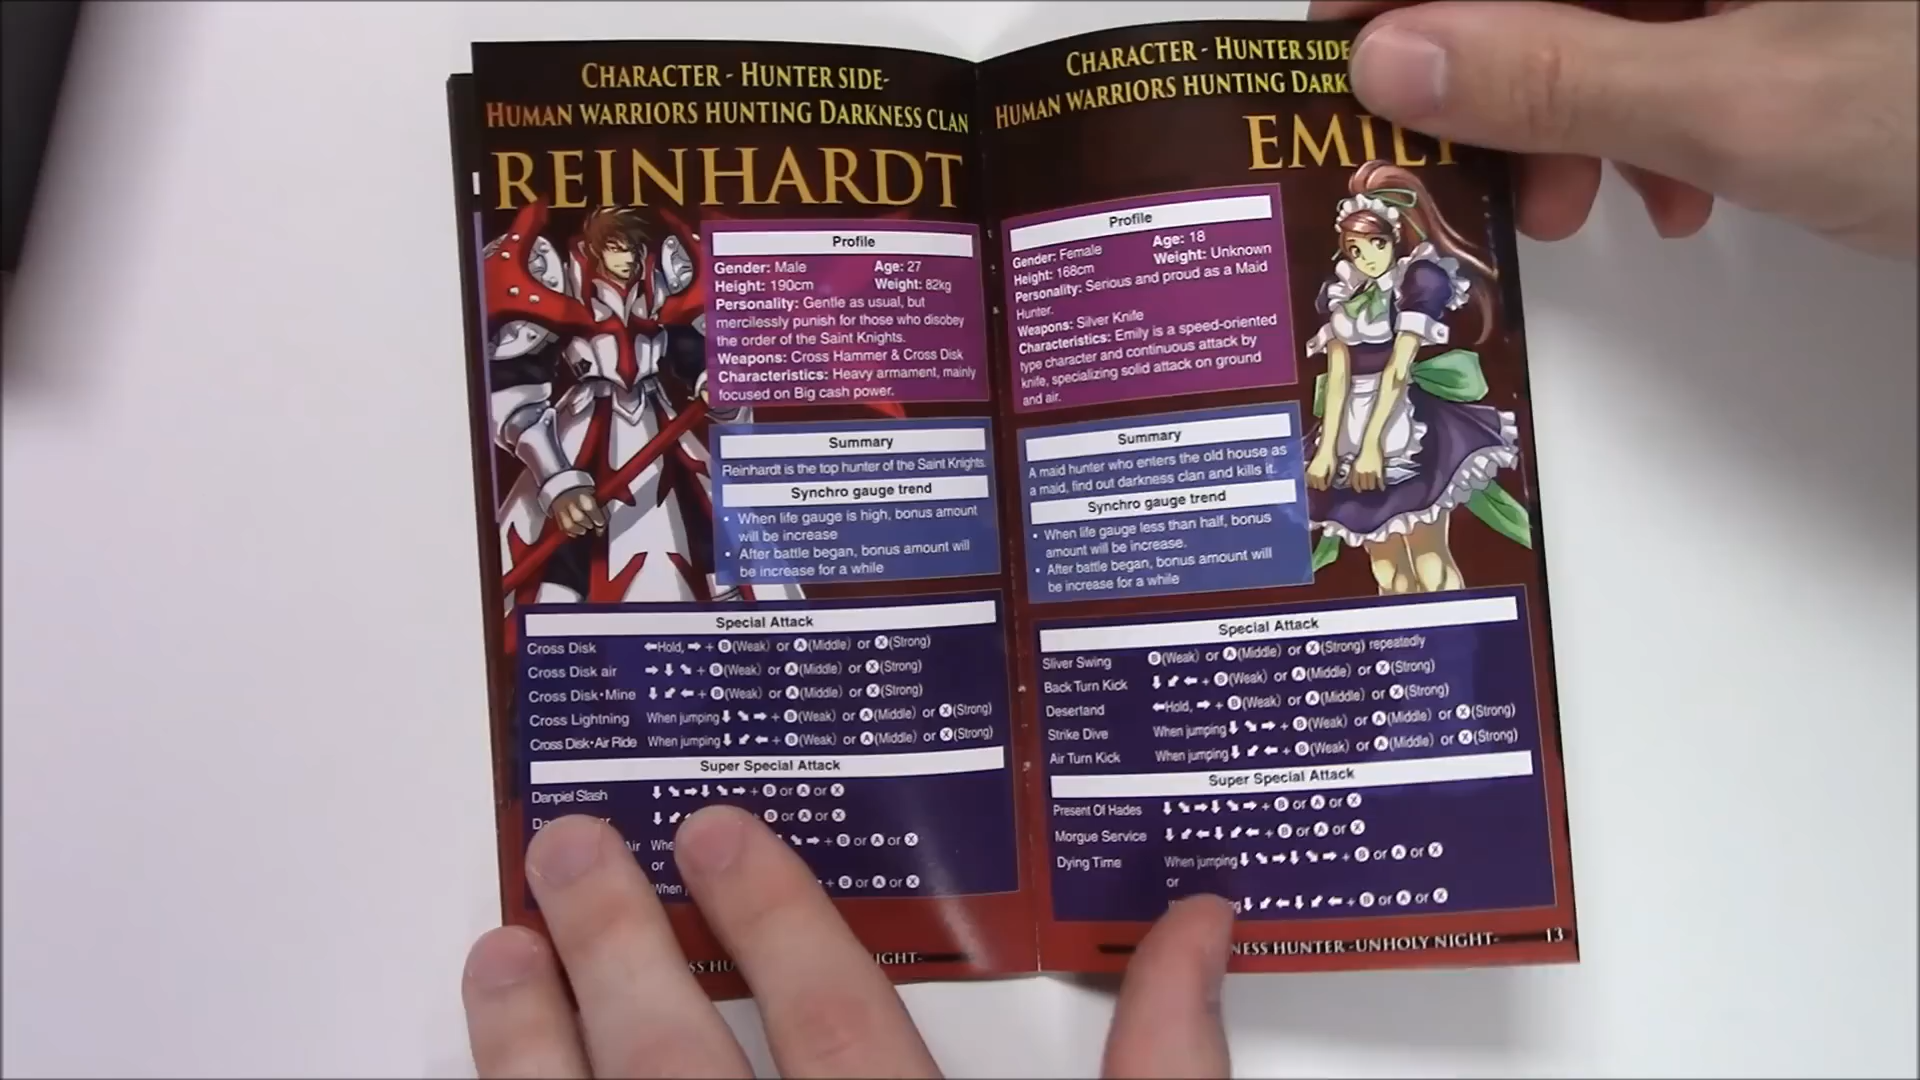 CHARACTER - HUNTER SIDE-
HUMAN WARRIORS HUNTING DARKNESS CLAN
REINHARDT
Profile
Gender: Male Age: 27
Height: 190cm Weight: 82kg
Personality: Gentle as usual, but
mercilessly punish for those who disobey
the order of the Saint Knights.
Weapons: Cross Hammer & Cross Disk
Characteristics: Heavy armament, mainly
focused on Big cash power.
Summary
Reinhardt is the top hunter of the Saint Knights.
Synchro gauge trend
• When life gauge is high, bonus amount
will be increase
• After battle began, bonus amount will
be increase for a while
Special Attack
Cross Disk ⬅Hold, ➡ + B(Weak) or A(Middle) or X(Strong)
Cross Disk air ➡ ⬇ ⬊ + B(Weak) or A(Middle) or X(Strong)
Cross Disk・Mine ⬇ ⬋ ⬅ + B(Weak) or A(Middle) or X(Strong)
Cross Lightning When jumping ⬇ ⬊ ➡ + B(Weak) or A(Middle) or X(Strong)
Cross Disk・Air Ride When jumping ⬇ ⬋ ⬅ + B(Weak) or A(Middle) or X(Strong)
Super Special Attack
Danpiel Slash ⬇ ⬊ ➡ ⬇ ⬊ ➡ + B or A or X
⬇ ⬋ + B or A or X
⬊ ➡ + B or A or X
or
When + B or A or X
CHARACTER - HUNTER SIDE
HUMAN WARRIORS HUNTING DARK
EMILY
Profile
Gender: Female Age: 18
Height: 168cm Weight: Unknown
Personality: Serious and proud as a Maid
Hunter.
Weapons: Silver Knife
Characteristics: Emily is a speed-oriented
type character and continuous attack by
knife, specializing solid attack on ground
and air.
Summary
A maid hunter who enters the old house as
a maid, find out darkness clan and kills it.
Synchro gauge trend
• When life gauge less than half, bonus
amount will be increase.
• After battle began, bonus amount will
be increase for a while
Special Attack
Sliver Swing B(Weak) or A(Middle) or X(Strong) repeatedly
Back Turn Kick ⬇ ⬋ ⬅ + B(Weak) or A(Middle) or X(Strong)
Desertand ⬅Hold, ➡ + B(Weak) or A(Middle) or X(Strong)
Strike Dive When jumping ⬇ ⬊ ➡ + B(Weak) or A(Middle) or X(Strong)
Air Turn Kick When jumping ⬇ ⬋ ⬅ + B(Weak) or A(Middle) or X(Strong)
Super Special Attack
Present Of Hades ⬇ ⬊ ➡ ⬇ ⬊ ➡ + B or A or X
Morgue Service ⬇ ⬋ ⬅ ⬇ ⬋ ⬅ + B or A or X
Dying Time When jumping ⬇ ⬊ ➡ ⬇ ⬊ ➡ + B or A or X
or
⬇ ⬋ ⬅ ⬇ ⬋ ⬅ + B or A or X
NESS HUNTER -UNHOLY NIGHT- 13